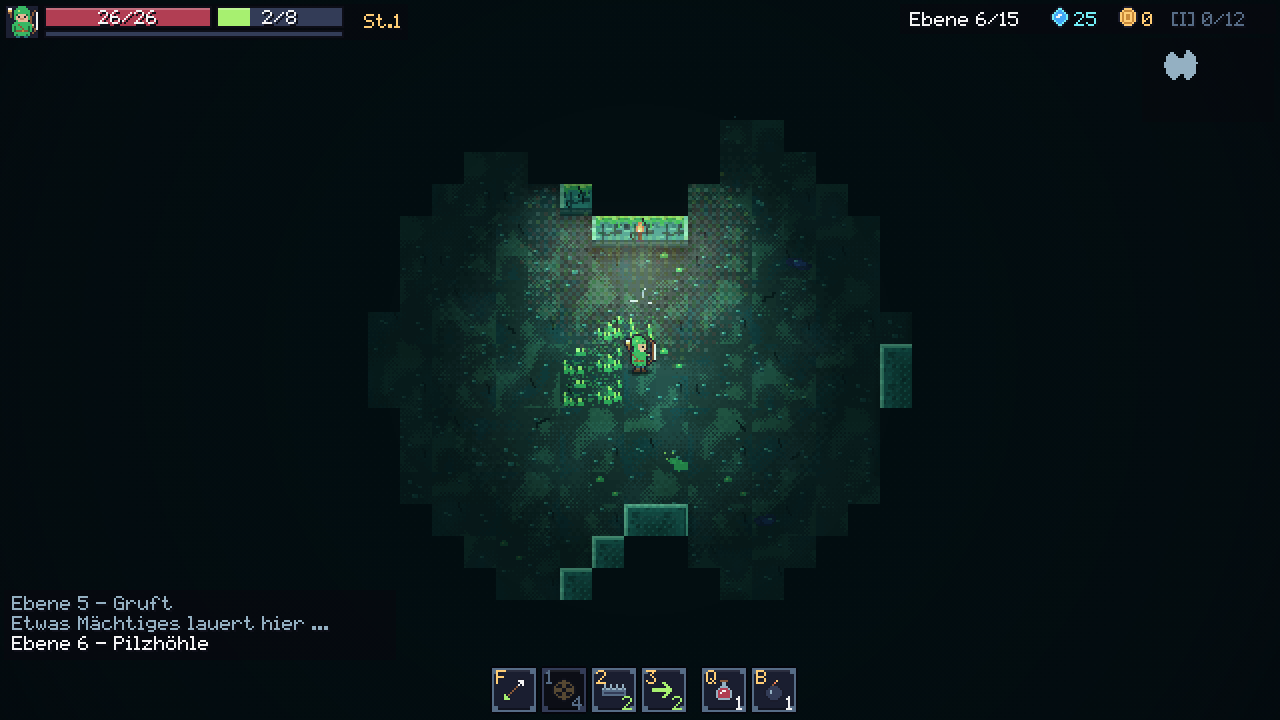 26/26
2/8
St.1
Ebene 6/15
25
0
[I] 0/12
Ebene 5 - Gruft
Etwas Mächtiges lauert hier ...
Ebene 6 - Pilzhöhle
F
1 4
2 2
3 2
Q 1
B 1